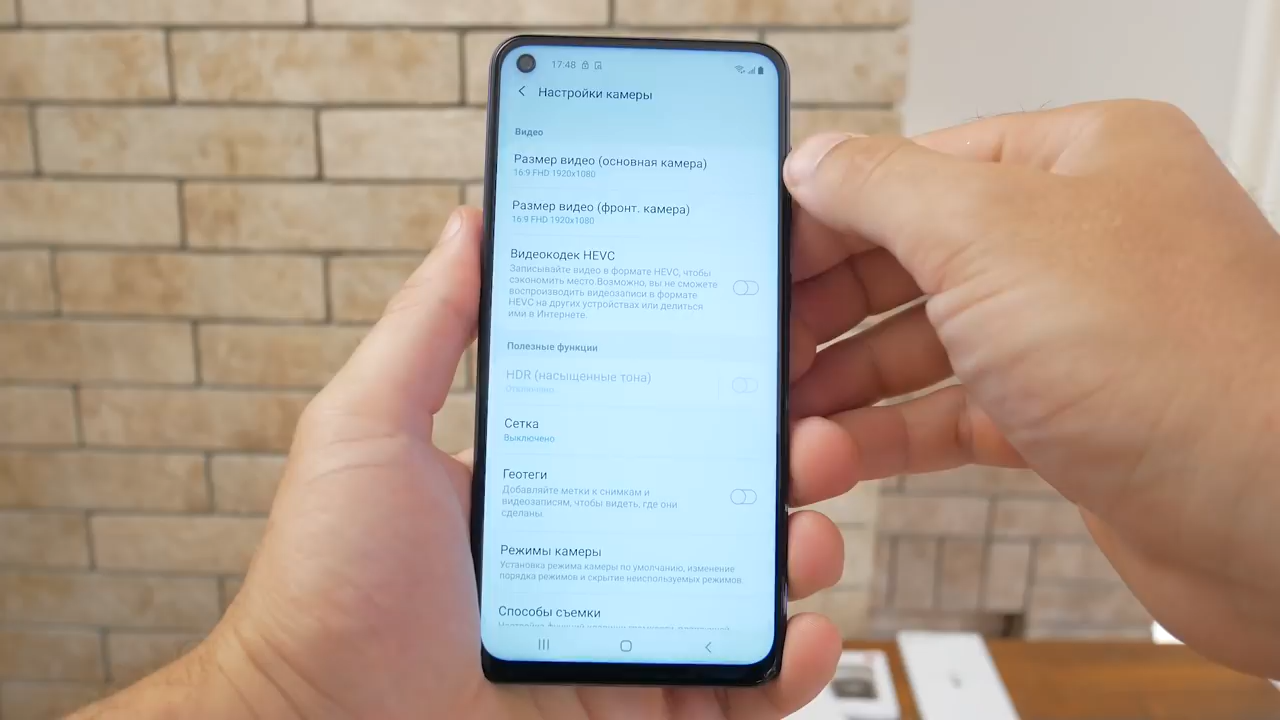 17:48
Настройки камеры
Видео
Размер видео (основная камера)
16:9 FHD 1920x1080
Размер видео (фронт. камера)
16:9 FHD 1920x1080
Видеокодек HEVC
Записывайте видео в формате HEVC, чтобы
сэкономить место.Возможно, вы не сможете
воспроизводить видеозаписи в формате
HEVC на других устройствах или делиться
ими в Интернете.
Полезные функции
HDR (насыщенные тона)
Отключено
Сетка
Выключено
Геотеги
Добавляйте метки к снимкам и
видеозаписям, чтобы видеть, где они
сделаны.
Режимы камеры
Установка режима камеры по умолчанию, изменение
порядка режимов и скрытие неиспользуемых режимов.
Способы съемки